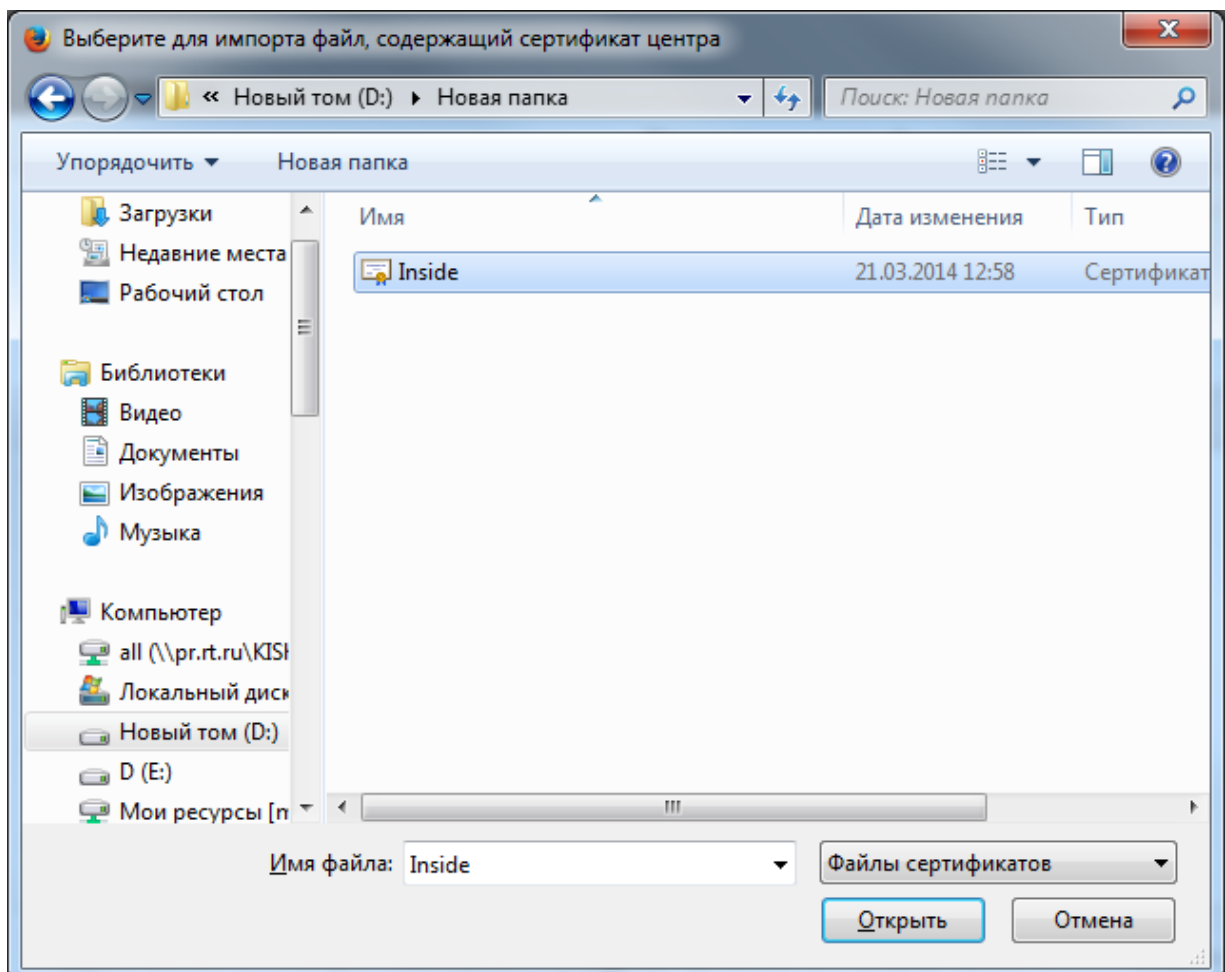 Выберите для импорта файл, содержащий сертификат центра
« Новый том (D:) ▸ Новая папка
Поиск: Новая папка
Упорядочить ▾ Новая папка
Загрузки
Недавние места
Рабочий стол
Библиотеки
Видео
Документы
Изображения
Музыка
Компьютер
all (\\pr.rt.ru\KISH
Локальный диск
Новый том (D:)
D (E:)
Мои ресурсы [m
Имя Дата изменения Тип
Inside 21.03.2014 12:58 Сертификат
Имя файла: Inside
Файлы сертификатов
Открыть Отмена